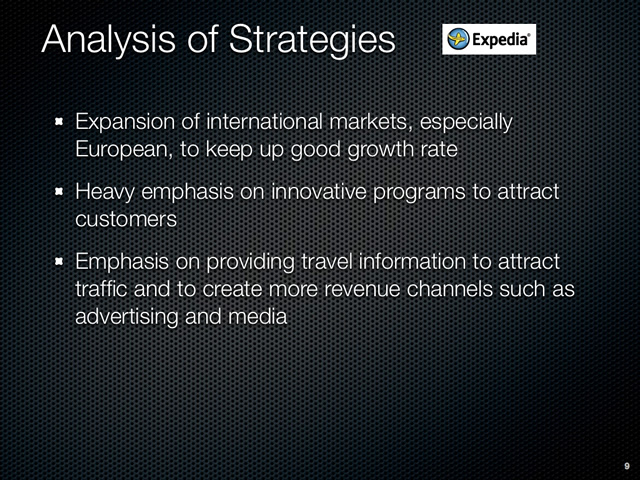 Analysis of Strategies
Expedia®
Expansion of international markets, especially
European, to keep up good growth rate
Heavy emphasis on innovative programs to attract
customers
Emphasis on providing travel information to attract
traffic and to create more revenue channels such as
advertising and media
9